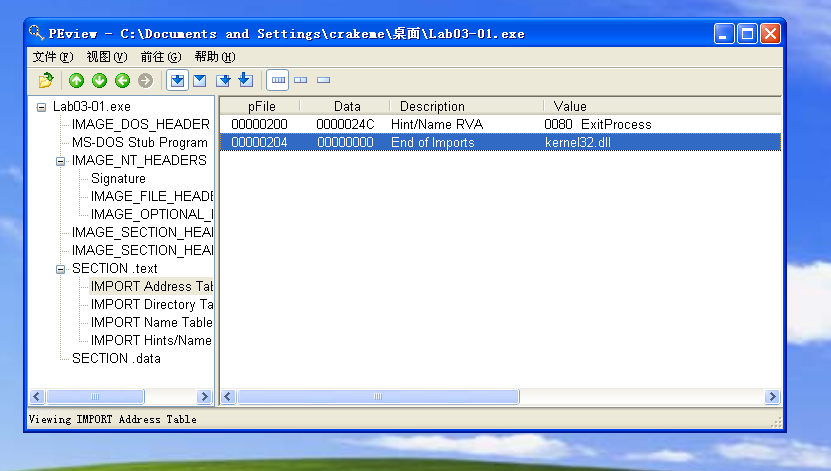 PEview - C:\Documents and Settings\crakeme\桌面\Lab03-01.exe
文件(F) 视图(V) 前往(G) 帮助(H)
Lab03-01.exe
IMAGE_DOS_HEADER
MS-DOS Stub Program
IMAGE_NT_HEADERS
Signature
IMAGE_FILE_HEADE
IMAGE_OPTIONAL_
IMAGE_SECTION_HEA
IMAGE_SECTION_HEA
SECTION .text
IMPORT Address Tab
IMPORT Directory Ta
IMPORT Name Table
IMPORT Hints/Name
SECTION .data
pFile Data Description Value
00000200 0000024C Hint/Name RVA 0080 ExitProcess
00000204 00000000 End of Imports kernel32.dll
Viewing IMPORT Address Table